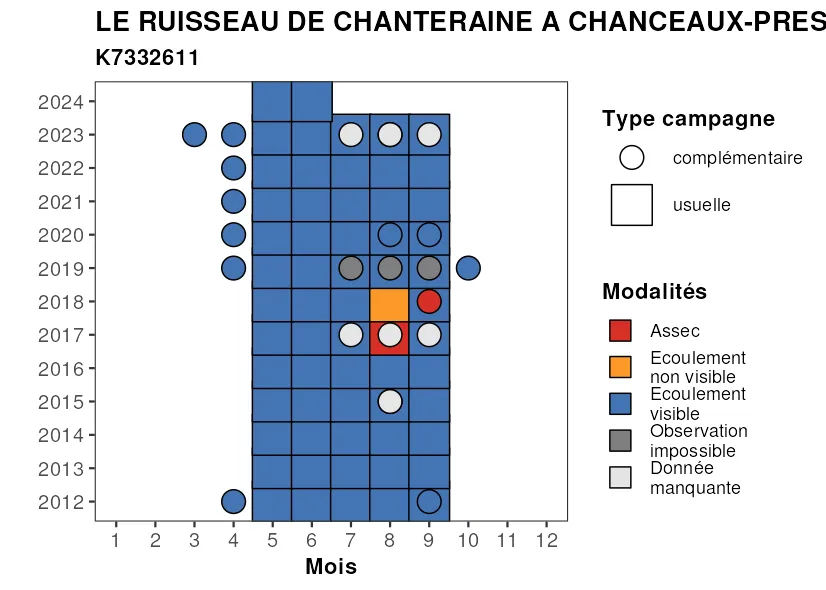 LE RUISSEAU DE CHANTERAINE A CHANCEAUX-PRES
K7332611
2024
2023
2022
2021
2020
2019
2018
2017
2016
2015
2014
2013
2012
1 2 3 4 5 6 7 8 9 10 11 12
Mois
Type campagne
complémentaire
usuelle
Modalités
Assec
Ecoulement
non visible
Ecoulement
visible
Observation
impossible
Donnée
manquante